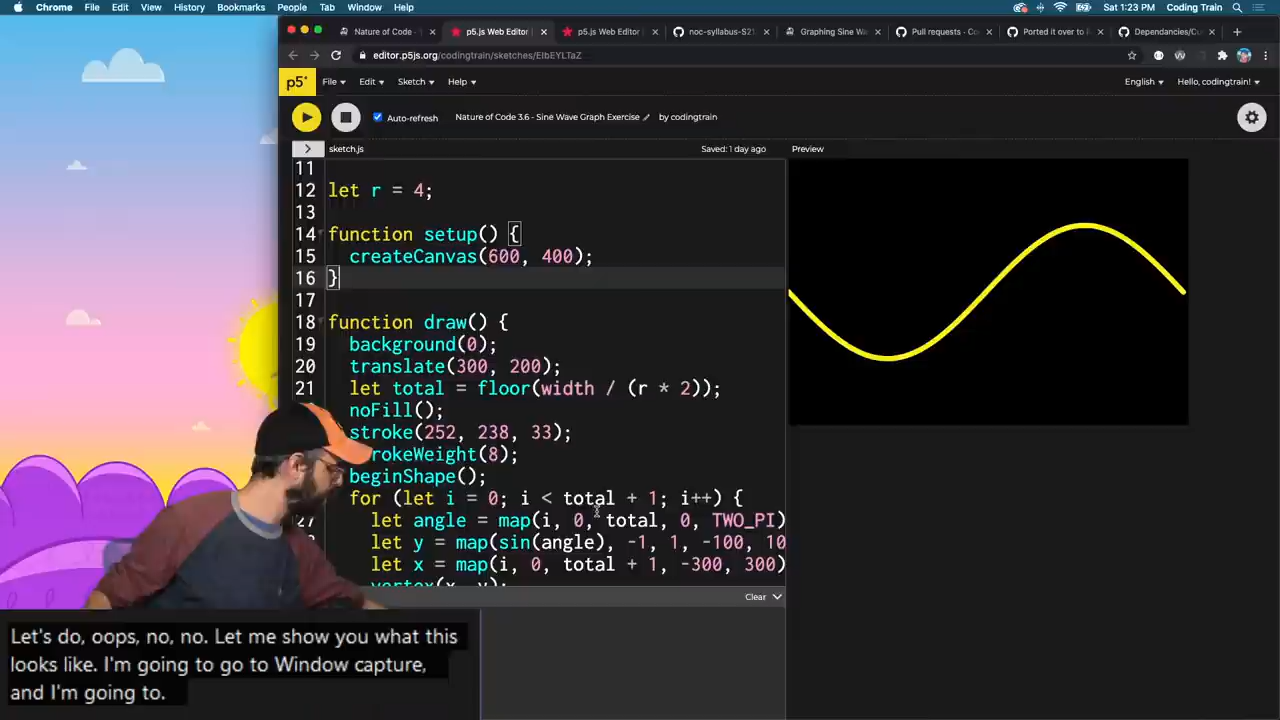 Chrome File Edit View History Bookmarks People Tab Window Help Sat 1:23 PM Coding Train
Nature of Code - × p5.js Web Editor × p5.js Web Editor × noc-syllabus-S21 × Graphing Sine Wa × Pull requests · Co × Ported it over to P × Dependencies/Cu ×
editor.p5js.org/codingtrain/sketches/EIbEYLTaZ
p5* File Edit Sketch Help English Hello, codingtrain!
Auto-refresh Nature of Code 3.6 - Sine Wave Graph Exercise by codingtrain
> sketch.js Saved: 1 day ago Preview
11
12 let r = 4;
13
14 function setup() {
15 createCanvas(600, 400);
16 }
17
18 function draw() {
19 background(0);
20 translate(300, 200);
21 let total = floor(width / (r * 2));
noFill();
stroke(252, 238, 33);
rokeWeight(8);
beginShape();
for (let i = 0; i < total + 1; i++) {
27 let angle = map(i, 0, total, 0, TWO_PI)
let y = map(sin(angle), -1, 1, -100, 10
let x = map(i, 0, total + 1, -300, 300)
vertex(x, y);
Clear
Let's do, oops, no, no. Let me show you what this
looks like. I'm going to go to Window capture,
and I'm going to.